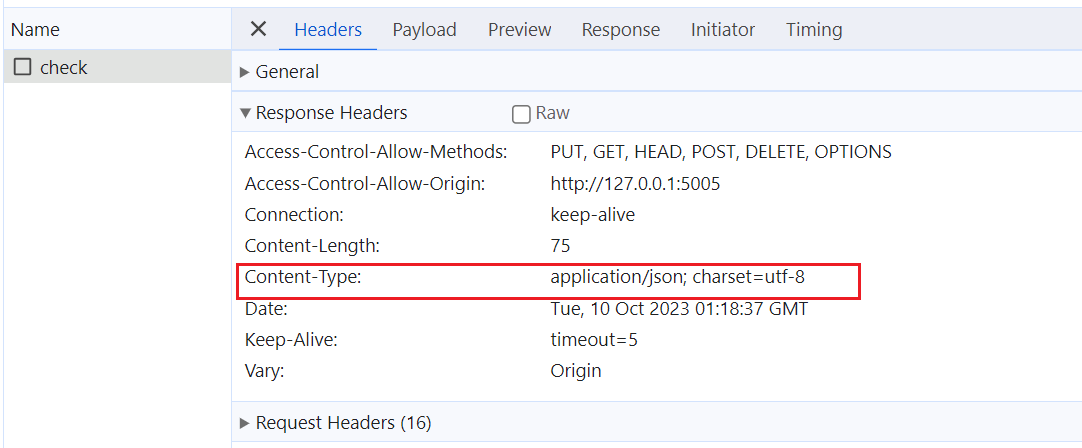 Name
Headers Payload Preview Response Initiator Timing
check
General
Response Headers Raw
Access-Control-Allow-Methods: PUT, GET, HEAD, POST, DELETE, OPTIONS
Access-Control-Allow-Origin: http://127.0.0.1:5005
Connection: keep-alive
Content-Length: 75
Content-Type: application/json; charset=utf-8
Date: Tue, 10 Oct 2023 01:18:37 GMT
Keep-Alive: timeout=5
Vary: Origin
Request Headers (16)